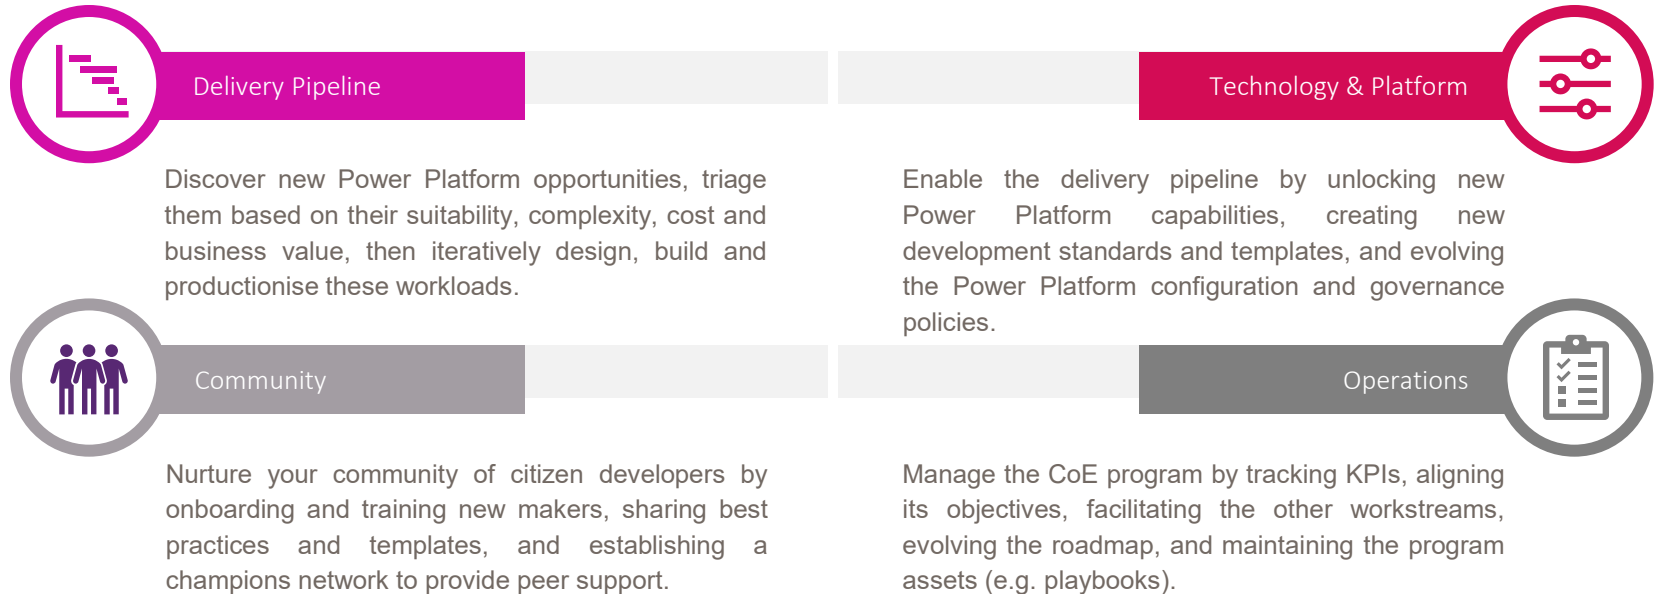 Delivery Pipeline
Discover new Power Platform opportunities, triage
them based on their suitability, complexity, cost and
business value, then iteratively design, build and
productionise these workloads.
Technology & Platform
Enable the delivery pipeline by unlocking new
Power Platform capabilities, creating new
development standards and templates, and evolving
the Power Platform configuration and governance
policies.
Community
Nurture your community of citizen developers by
onboarding and training new makers, sharing best
practices and templates, and establishing a
champions network to provide peer support.
Operations
Manage the CoE program by tracking KPIs, aligning
its objectives, facilitating the other workstreams,
evolving the roadmap, and maintaining the program
assets (e.g. playbooks).